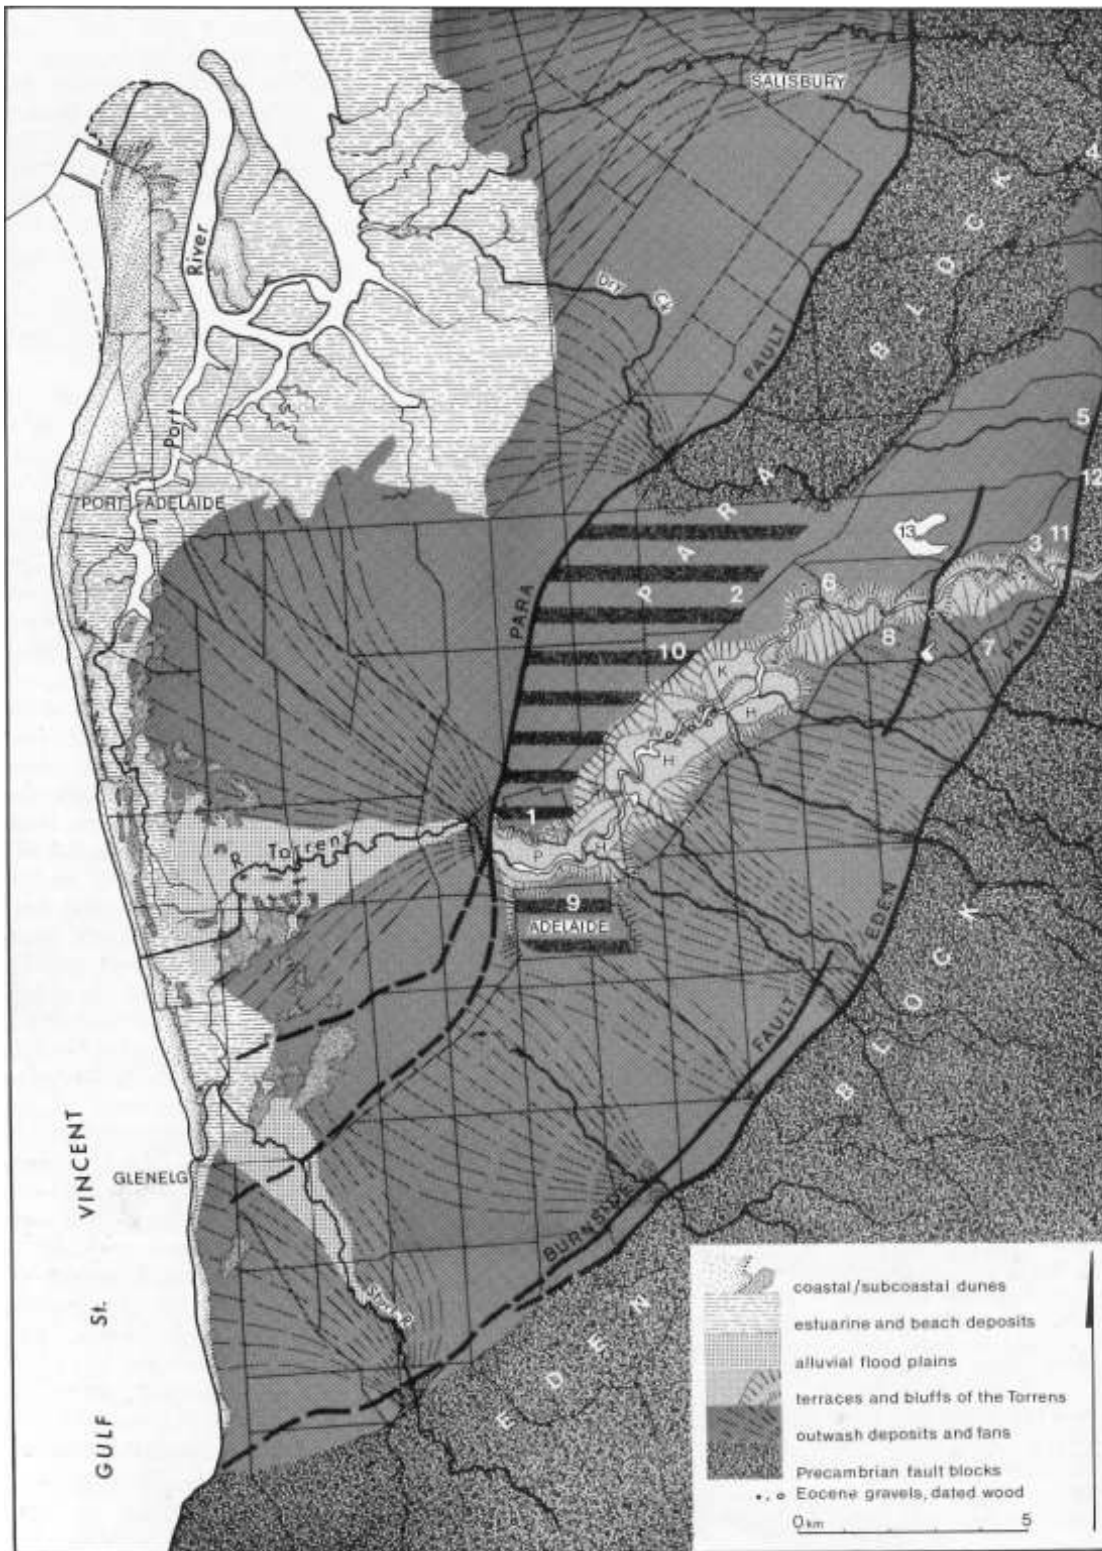 SALISBURY
4
BLOCK
River
Dry Ck
FAULT
Port
5
PORT ADELAIDE
12
PARA
13
11
3
2
6
PARA
10
8
7
FAULT
K
H
H
1
R Torrens
P
H
EDEN
9
ADELAIDE
BLOCK
FAULT
VINCENT
GLENELG
BURNSIDE
St.
Sturt R
EDEN
GULF
coastal/subcoastal dunes
estuarine and beach deposits
alluvial flood plains
terraces and bluffs of the Torrens
outwash deposits and fans
Precambrian fault blocks
Eocene gravels, dated wood
0 km 5